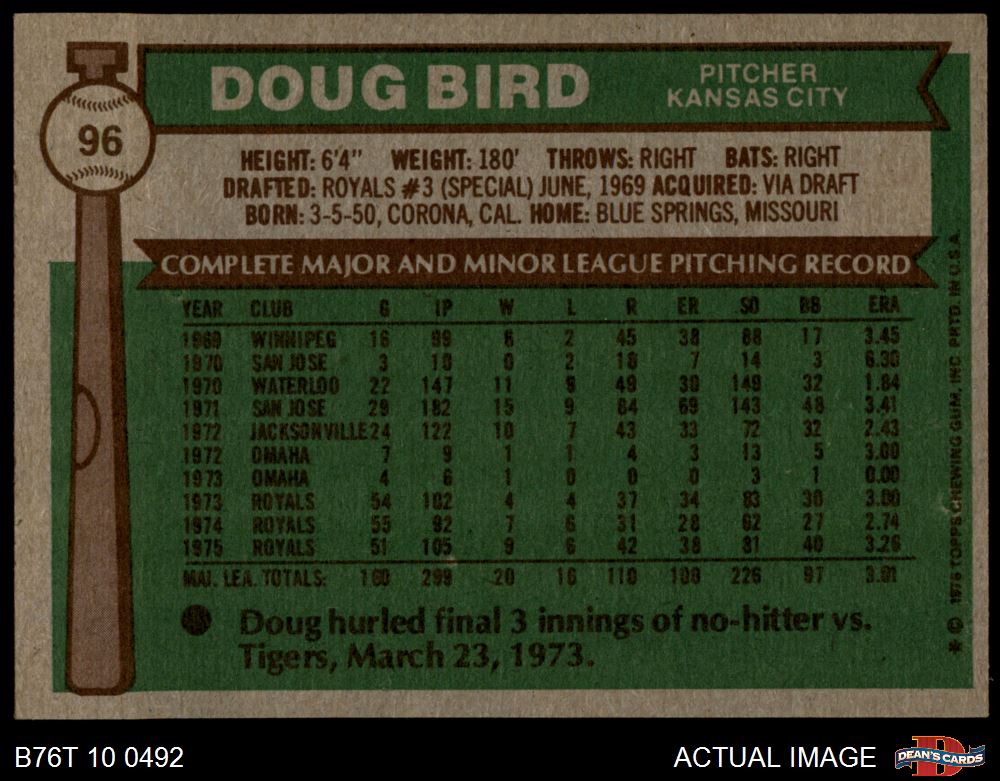 DOUG BIRD
PITCHER
KANSAS CITY
96
HEIGHT: 6'4" WEIGHT: 180' THROWS: RIGHT BATS: RIGHT
DRAFTED: ROYALS #3 (SPECIAL) JUNE, 1969 ACQUIRED: VIA DRAFT
BORN: 3-5-50, CORONA, CAL. HOME: BLUE SPRINGS, MISSOURI
COMPLETE MAJOR AND MINOR LEAGUE PITCHING RECORD
YEAR CLUB G IP W L R ER SO BB ERA
1969 WINNIPEG 16 99 6 2 45 38 88 17 3.45
1970 SAN JOSE 3 10 0 2 10 7 14 3 6.30
1970 WATERLOO 22 147 11 9 49 30 149 32 1.84
1971 SAN JOSE 29 182 15 9 84 69 143 48 3.41
1972 JACKSONVILLE 24 122 10 7 43 33 72 32 2.43
1972 OMAHA 7 9 1 1 4 3 13 5 3.00
1973 OMAHA 4 6 1 0 0 0 3 1 0.00
1973 ROYALS 54 102 4 4 37 34 83 30 3.00
1974 ROYALS 55 92 7 6 31 28 62 27 2.74
1975 ROYALS 51 105 9 6 42 38 81 40 3.26
MAJ. LEA. TOTALS: 160 299 20 16 110 100 226 97 3.01
Doug hurled final 3 innings of no-hitter vs.
Tigers, March 23, 1973.
* © 1976 TOPPS CHEWING GUM, INC. PRTD. IN U.S.A.
B76T 10 0492
ACTUAL IMAGE
D
DEAN'S CARDS